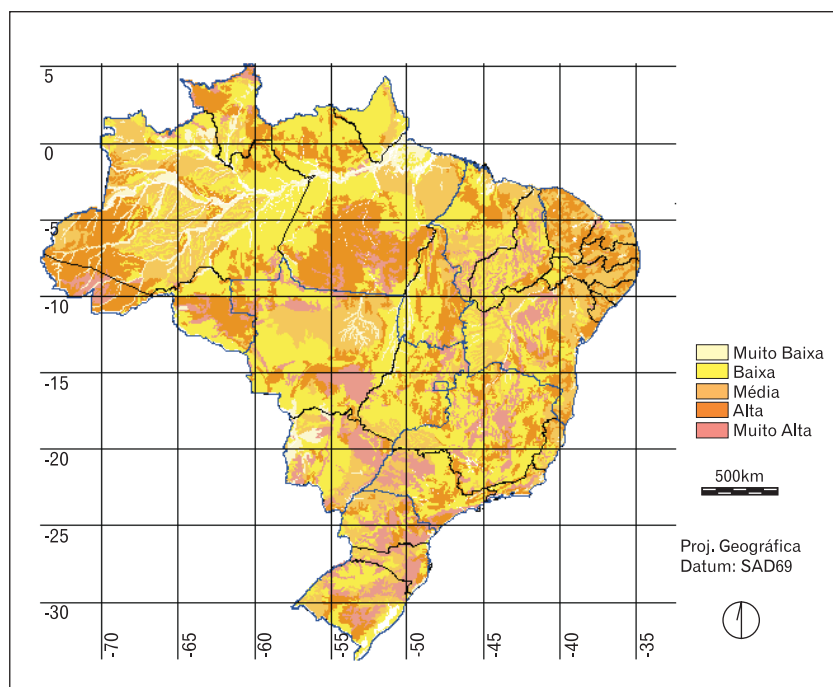 5
0
-5
-10
-15
-20
-25
-30
-70
-65
-60
-55
-50
-45
-40
-35
Muito Baixa
Baixa
Média
Alta
Muito Alta
500km
Proj. Geográfica
Datum: SAD69